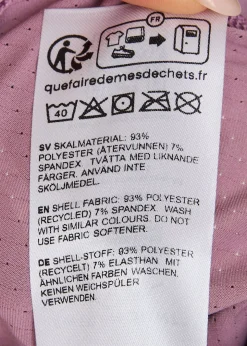 FR
quefairedemesdechets.fr
40
SV SKALMATERIAL: 93%
POLYESTER (ÅTERVUNNEN) 7%
SPANDEX TVÄTTA MED LIKNANDE
FÄRGER. ANVÄND INTE
SKÖLJMEDEL.
EN SHELL FABRIC: 93% POLYESTER
(RECYCLED) 7% SPANDEX WASH
WITH SIMILAR COLOURS. DO NOT
USE FABRIC SOFTENER.
DE SHELL-STOFF: 93% POLYESTER
(RECYCELT) 7% ELASTHAN MIT
ÄHNLICHEN FARBEN WASCHEN.
KEINEN WEICHSPÜLER
VERWENDEN.